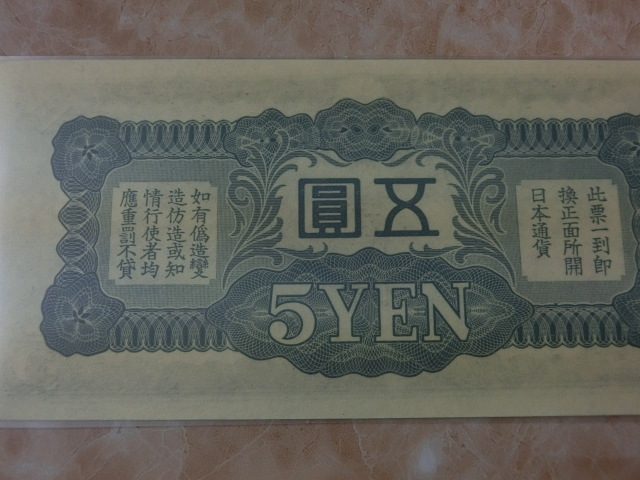 此票一到即
換正面所開
日本通貨
五圓
5YEN
如有僞造變
造仿造或知
情行使者均
應重罰不貸